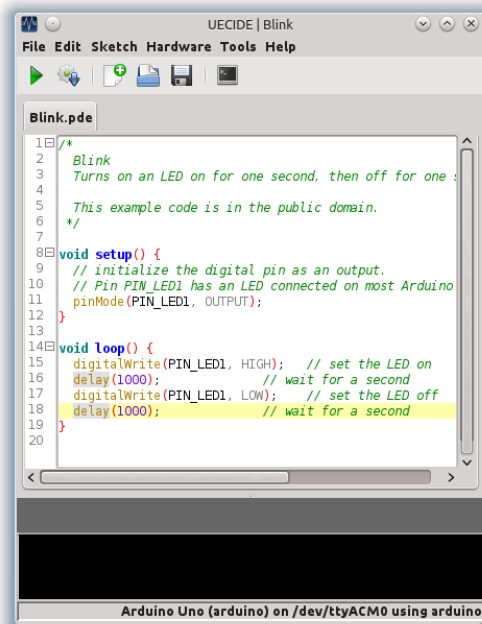 UECIDE | Blink
File Edit Sketch Hardware Tools Help
Blink.pde
1 /*
2 Blink
3 Turns on an LED on for one second, then off for one s
4
5 This example code is in the public domain.
6 */
7
8 void setup() {
9 // initialize the digital pin as an output.
10 // Pin PIN_LED1 has an LED connected on most Arduino
11 pinMode(PIN_LED1, OUTPUT);
12 }
13
14 void loop() {
15 digitalWrite(PIN_LED1, HIGH); // set the LED on
16 delay(1000); // wait for a second
17 digitalWrite(PIN_LED1, LOW); // set the LED off
18 delay(1000); // wait for a second
19 }
20
Arduino Uno (arduino) on /dev/ttyACM0 using arduino